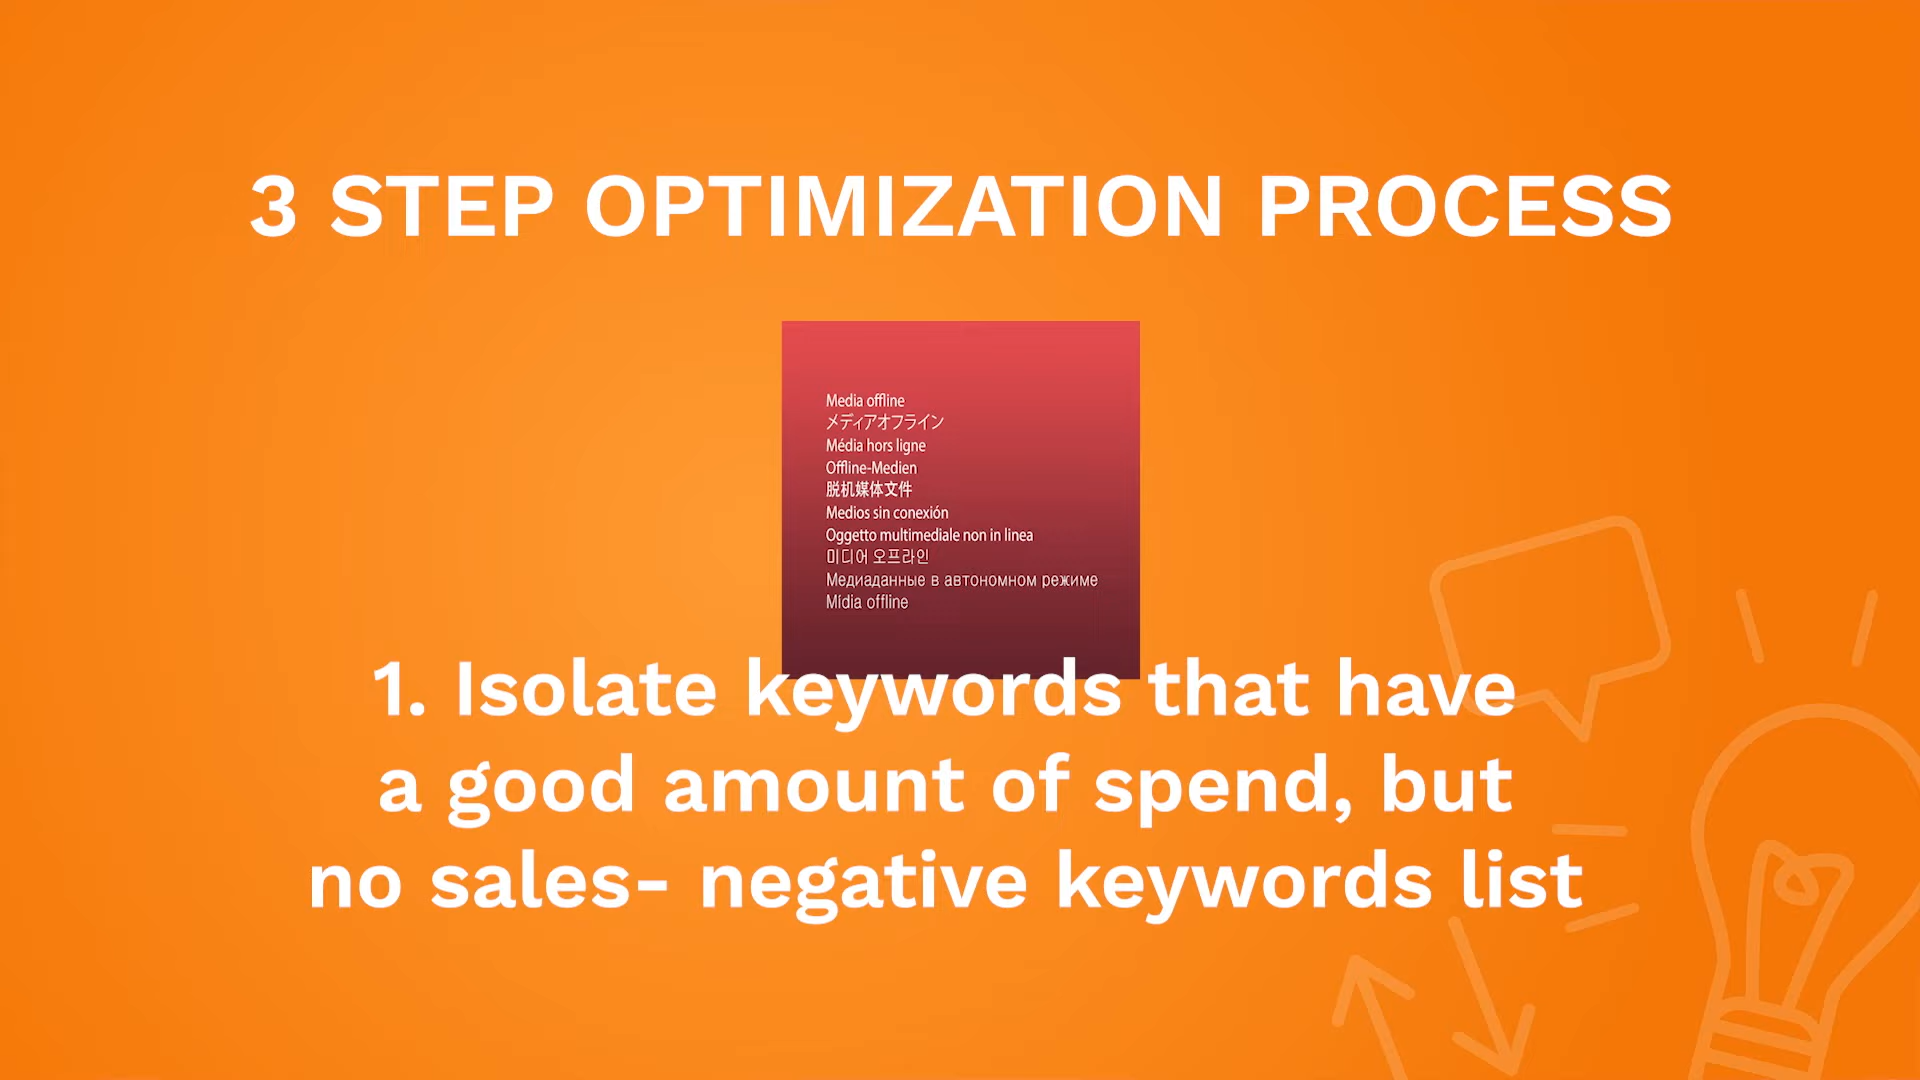 3 STEP OPTIMIZATION PROCESS
Media offline
メディアオフライン
Média hors ligne
Offline-Medien
脱机媒体文件
Medios sin conexión
Oggetto multimediale non in linea
미디어 오프라인
Медиаданные в автономном режиме
Mídia offline
1. Isolate keywords that have
a good amount of spend, but
no sales- negative keywords list